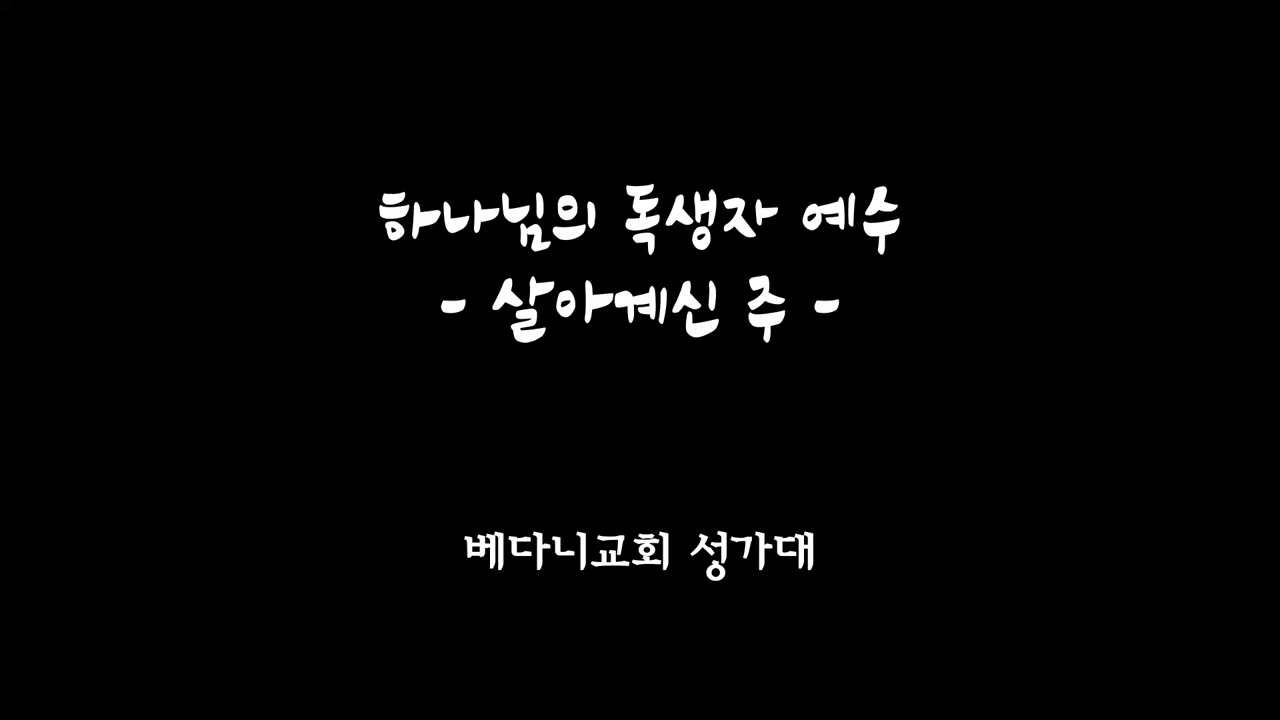 하나님의 독생자 예수
- 살아계신 주 -
베다니교회 성가대